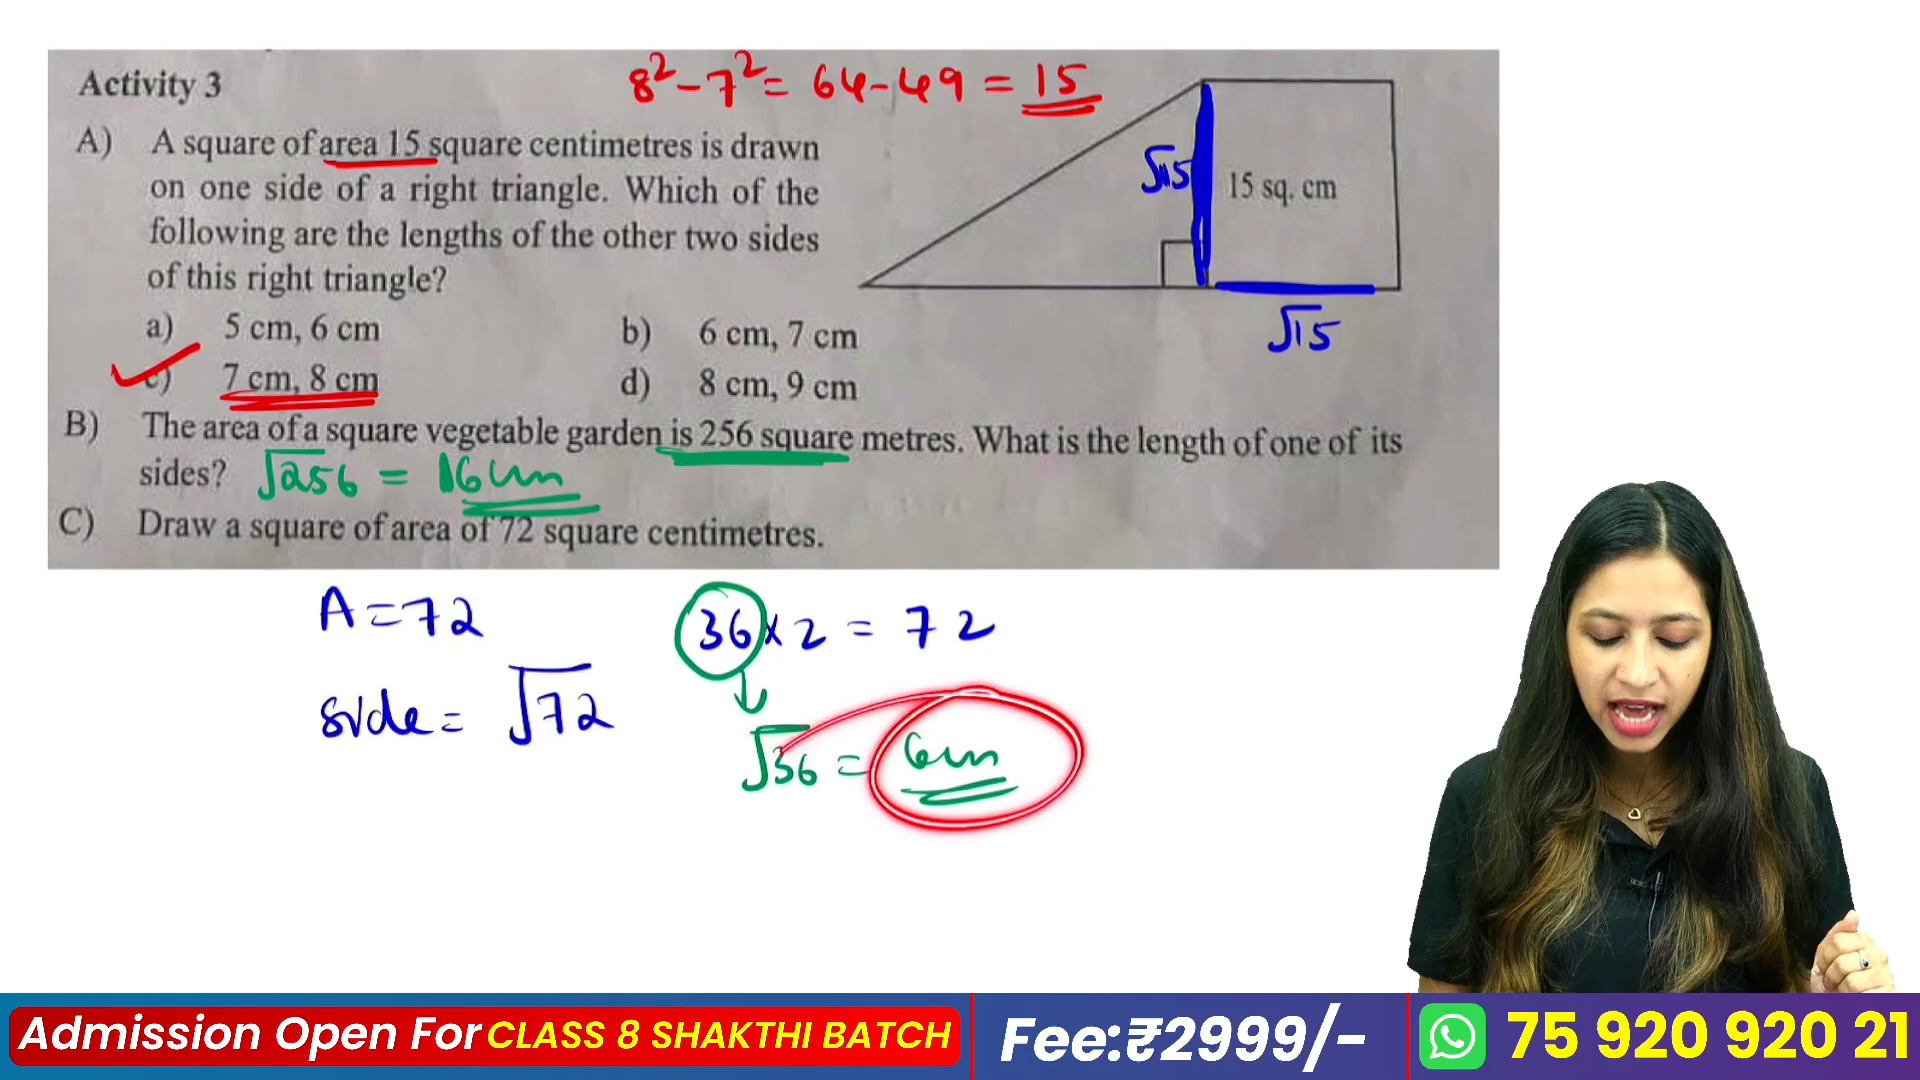 Activity 3
8² - 7² = 64 - 49 = 15
A) A square of area 15 square centimetres is drawn
on one side of a right triangle. Which of the
following are the lengths of the other two sides
of this right triangle?
√15
15 sq. cm
√15
a) 5 cm, 6 cm b) 6 cm, 7 cm
c) 7 cm, 8 cm d) 8 cm, 9 cm
B) The area of a square vegetable garden is 256 square metres. What is the length of one of its
sides? √256 = 16cm
C) Draw a square of area of 72 square centimetres.
A = 72 36 × 2 = 72
side = √72
√36 = 6cm
Admission Open For CLASS 8 SHAKTHI BATCH Fee:₹2999/- 75 920 920 21